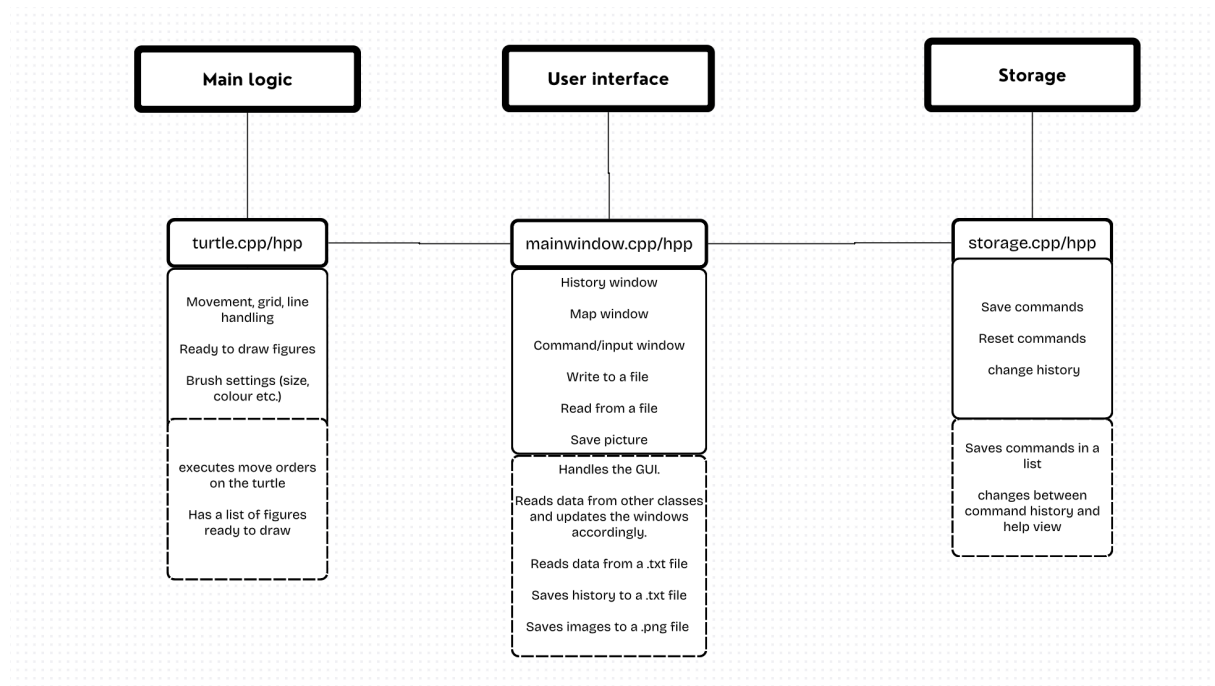 Main logic
User interface
Storage
turtle.cpp/hpp
mainwindow.cpp/hpp
storage.cpp/hpp
Movement, grid, line
handling
Ready to draw figures
Brush settings (size,
colour etc.)
executes move orders
on the turtle
Has a list of figures
ready to draw
History window
Map window
Command/input window
Write to a file
Read from a file
Save picture
Handles the GUI.
Reads data from other classes
and updates the windows
accordingly.
Reads data from a .txt file
Saves history to a .txt file
Saves images to a .png file
Save commands
Reset commands
change history
Saves commands in a
list
changes between
command history and
help view